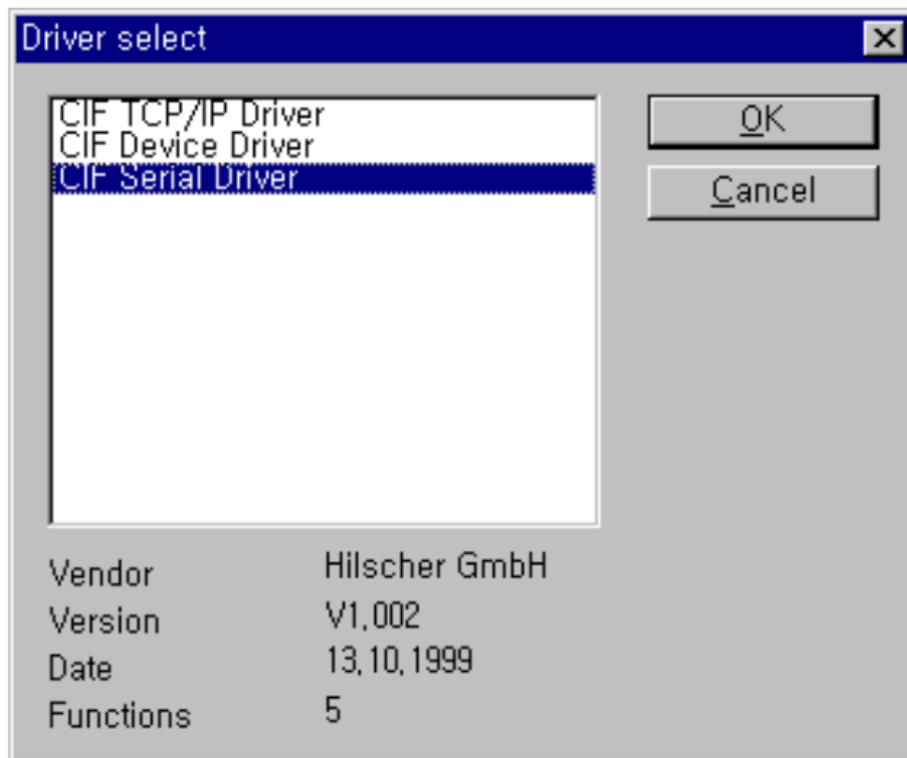 Driver select
CIF TCP/IP Driver
CIF Device Driver
CIF Serial Driver
OK
Cancel
Vendor Hilscher GmbH
Version V1,002
Date 13,10,1999
Functions 5